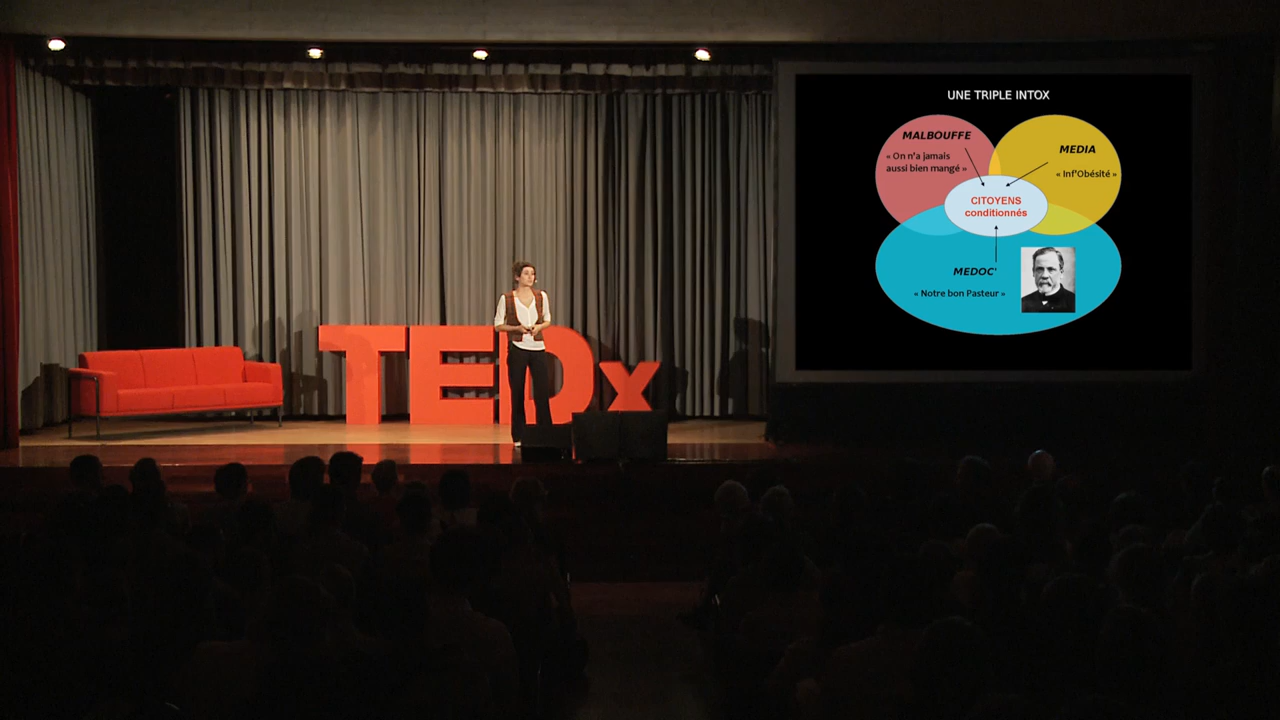 UNE TRIPLE INTOX
MALBOUFFE
« On n'a jamais
aussi bien mangé »
MEDIA
« Inf'Obésité »
CITOYENS
conditionnés
MEDOC'
« Notre bon Pasteur »
TEDx